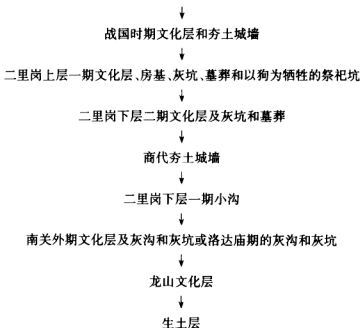 战国时期文化层和夯土城墙
二里岗上层一期文化层、房基、灰坑、墓葬和以狗为牺牲的祭祀坑
二里岗下层二期文化层及灰坑和墓葬
商代夯土城墙
二里岗下层一期小沟
南关外期文化层及灰沟和灰坑或洛达庙期的灰沟和灰坑
龙山文化层
生土层